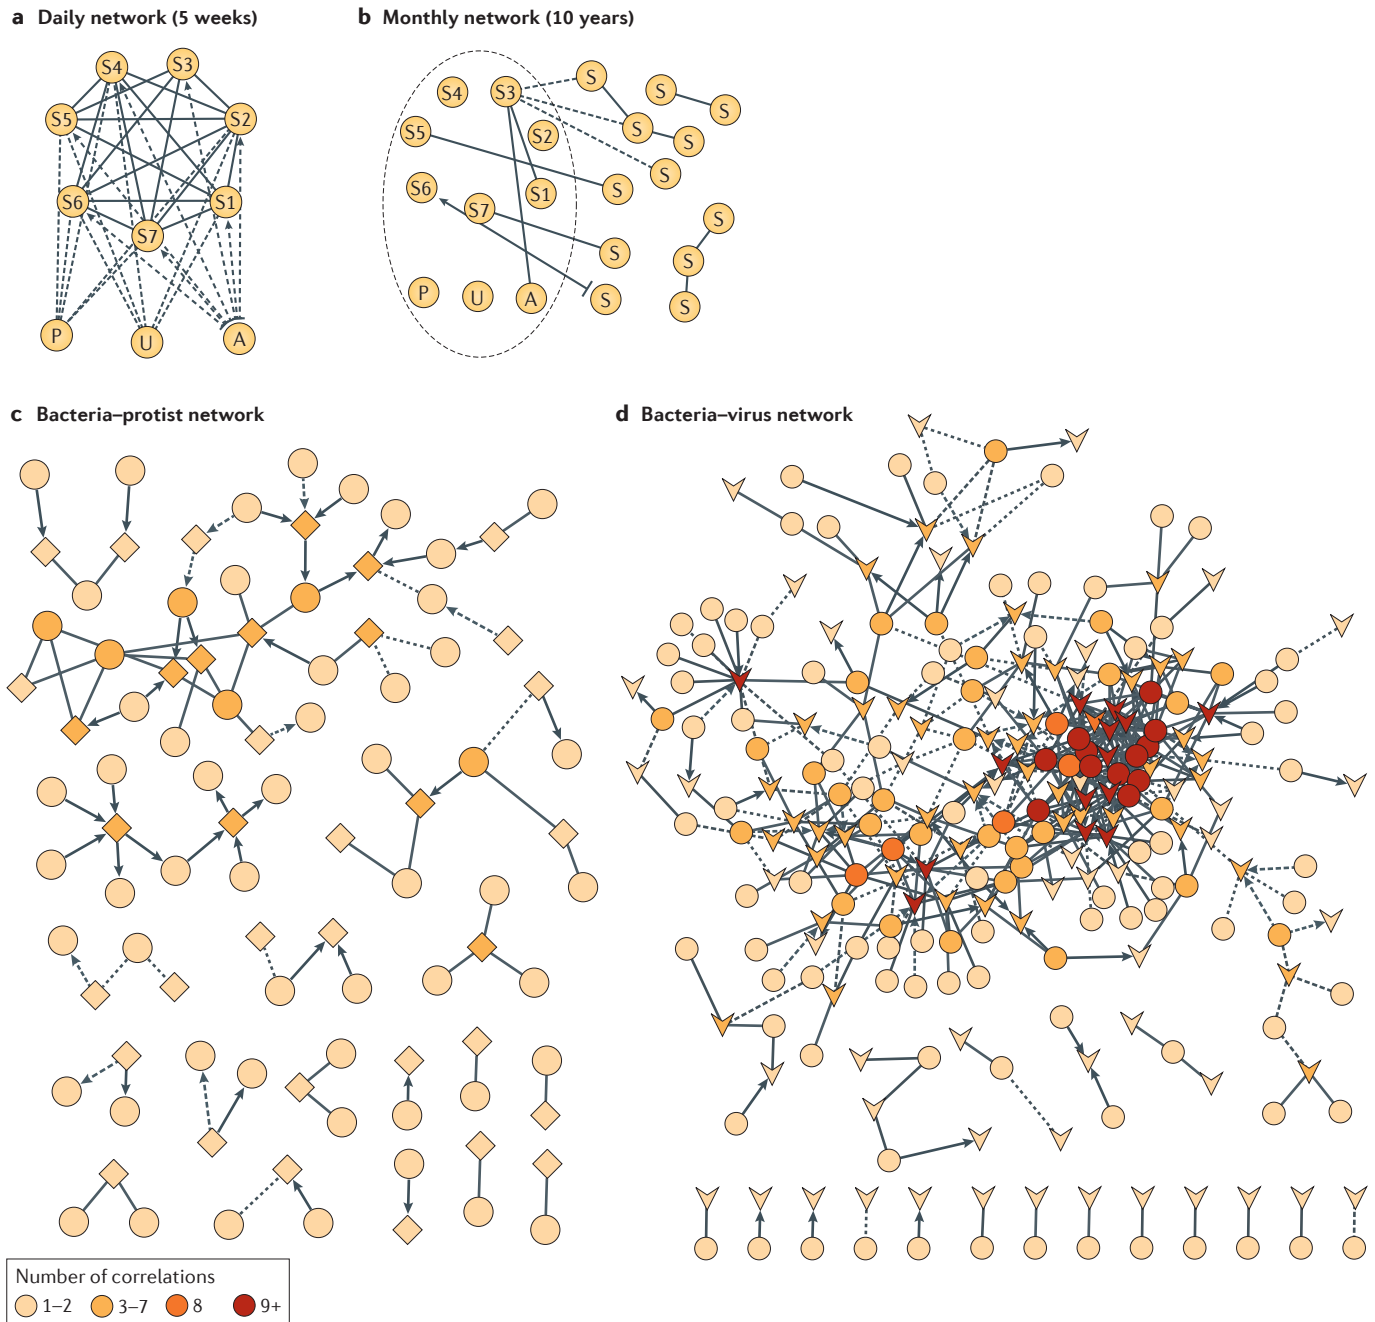 a Daily network (5 weeks)
b Monthly network (10 years)
S4 S3
S5 S2
S6 S1
S7
P U A
S4 S3 S S S
S5 S2 S S
S
S6 S1 S
S7 S
S S
P U A S S
c Bacteria–protist network
d Bacteria–virus network
Number of correlations
1–2 3–7 8 9+